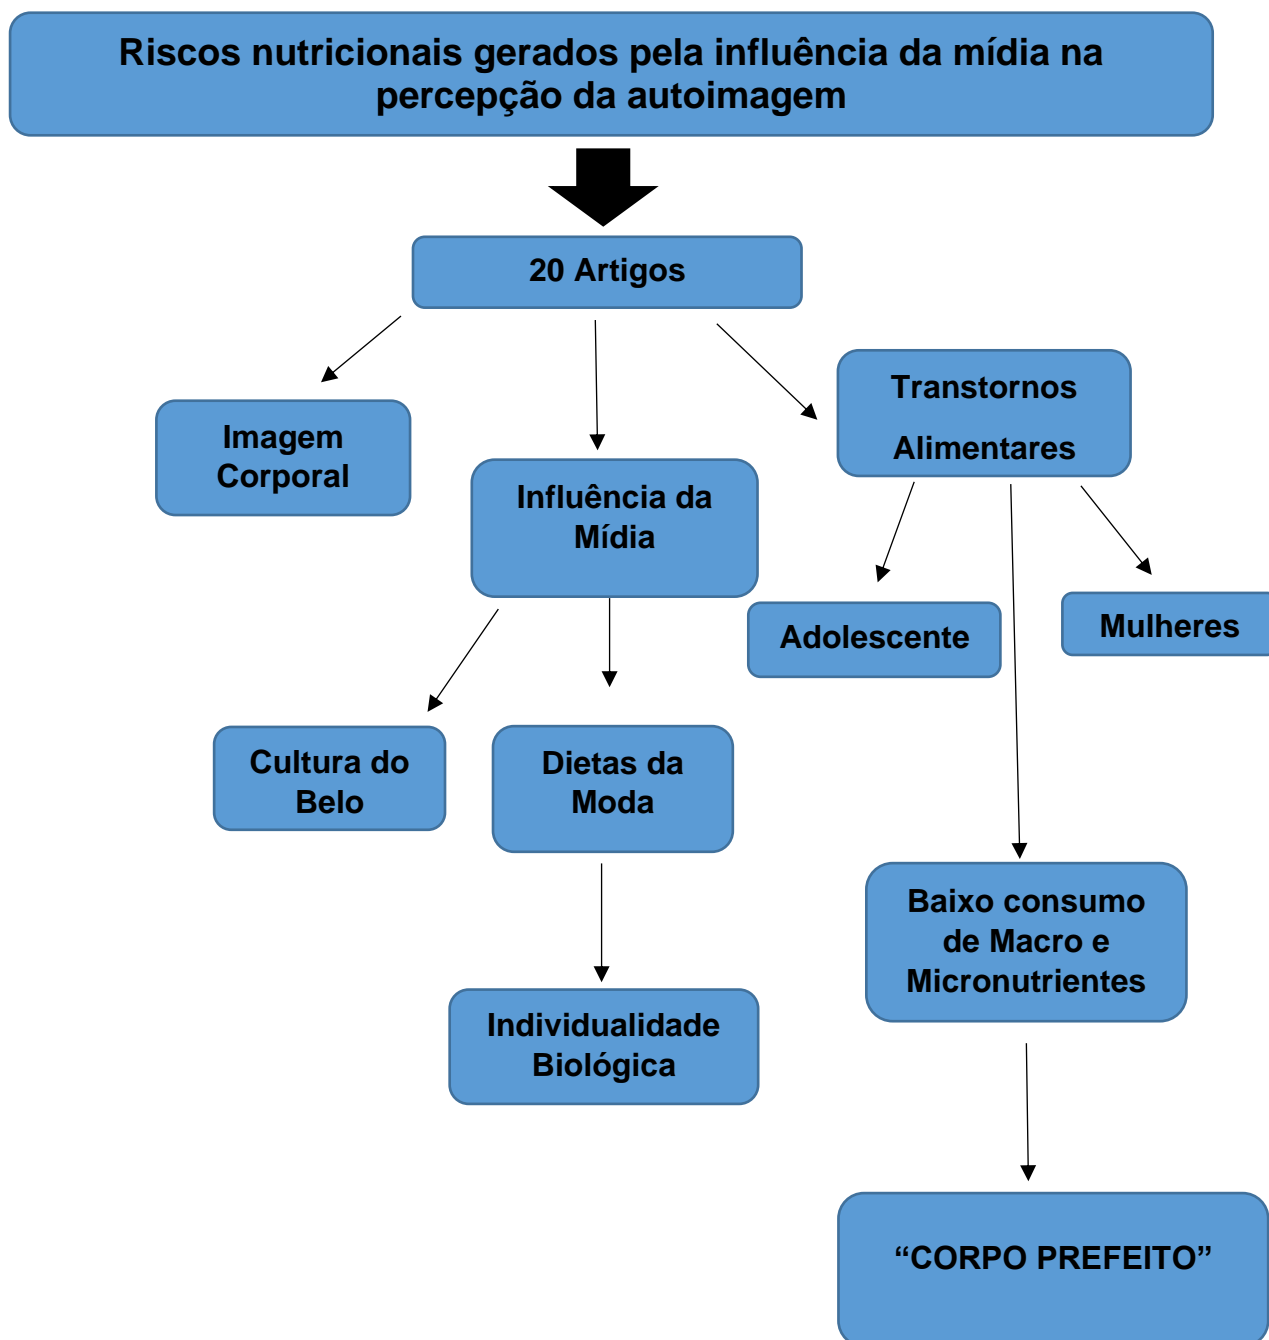 Riscos nutricionais gerados pela influência da mídia na
percepção da autoimagem
20 Artigos
Imagem
Corporal
Influência da
Mídia
Transtornos
Alimentares
Adolescente
Mulheres
Cultura do
Belo
Dietas da
Moda
Baixo consumo
de Macro e
Micronutrientes
Individualidade
Biológica
“CORPO PREFEITO”